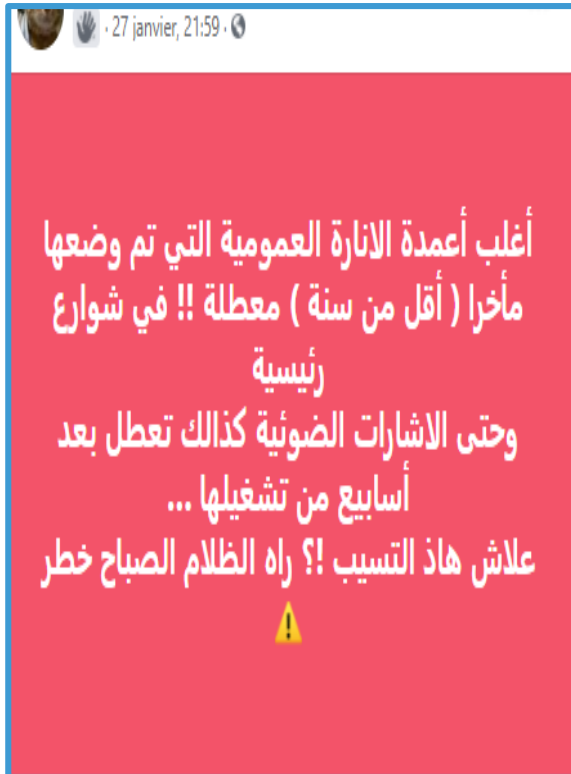 27 janvier, 21:59
أغلب أعمدة الانارة العمومية التي تم وضعها
مأخرا ( أقل من سنة ) معطلة !! في شوارع
رئيسية
وحتى الاشارات الضوئية كذالك تعطل بعد
أسابيع من تشغيلها ...
علاش هاذ التسيب !؟ راه الظلام الصباح خطر
⚠️